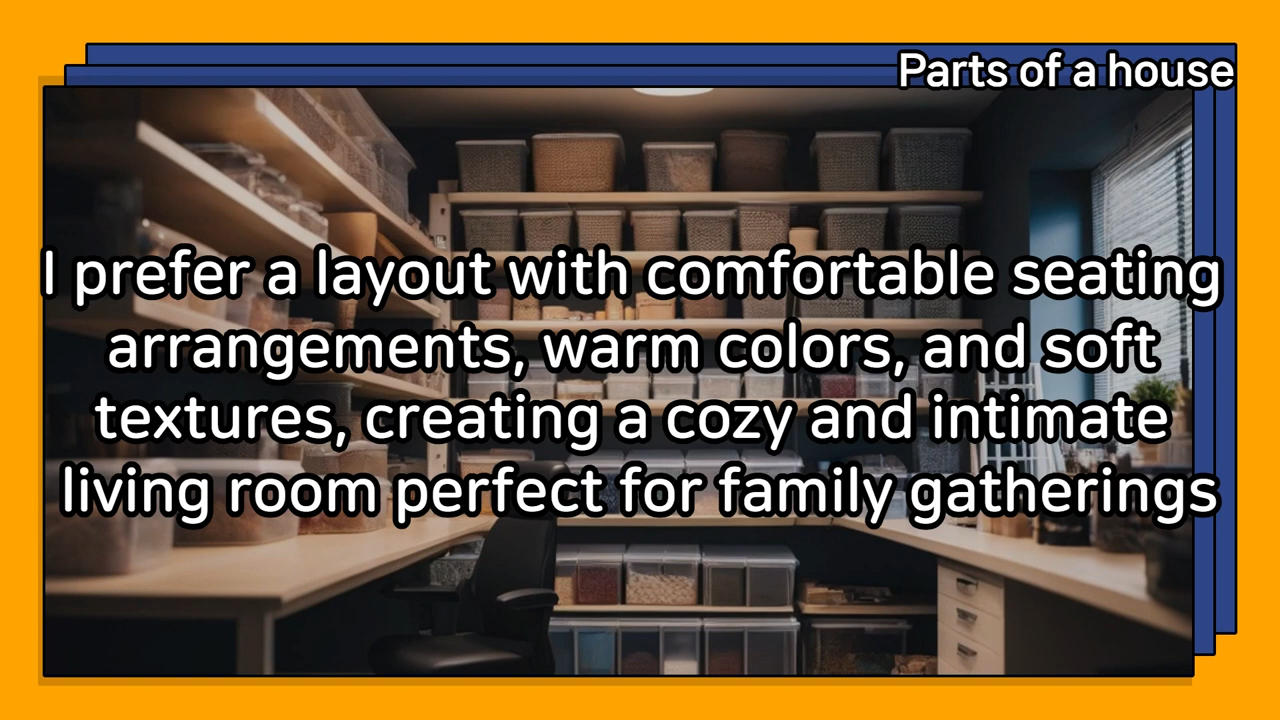 Parts of a house
I prefer a layout with comfortable seating
arrangements, warm colors, and soft
textures, creating a cozy and intimate
living room perfect for family gatherings